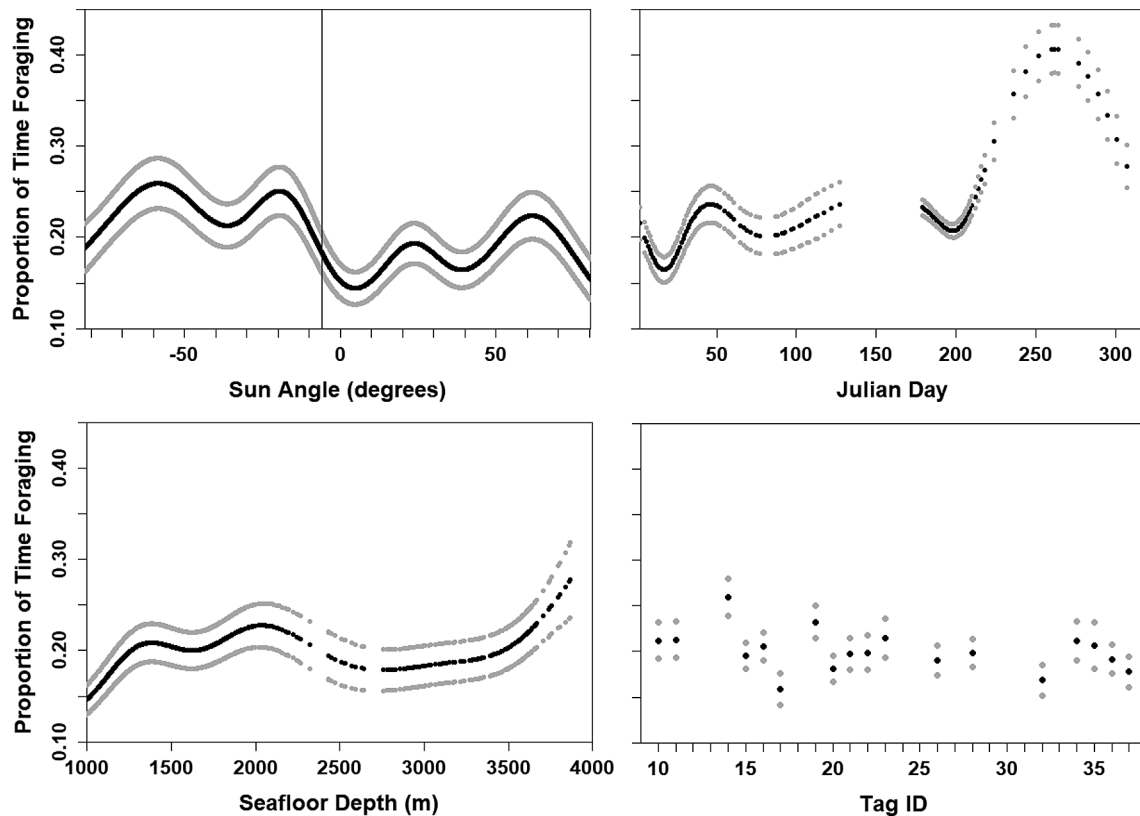 Proportion of Time Foraging
0.10 0.20 0.30 0.40
-50 0 50
Sun Angle (degrees)
50 100 150 200 250 300
Julian Day
Proportion of Time Foraging
0.10 0.20 0.30 0.40
1000 1500 2000 2500 3000 3500 4000
Seafloor Depth (m)
10 15 20 25 30 35
Tag ID